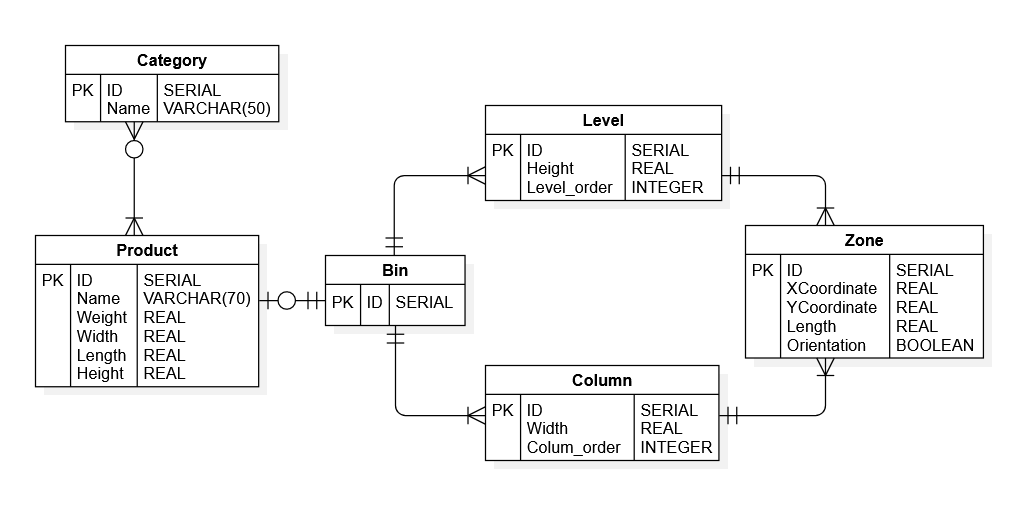 Category
PK ID SERIAL
Name VARCHAR(50)
Level
PK ID SERIAL
Height REAL
Level_order INTEGER
Product
PK ID SERIAL
Name VARCHAR(70)
Weight REAL
Width REAL
Length REAL
Height REAL
Bin
PK ID SERIAL
Zone
PK ID SERIAL
XCoordinate REAL
YCoordinate REAL
Length REAL
Orientation BOOLEAN
Column
PK ID SERIAL
Width REAL
Colum_order INTEGER